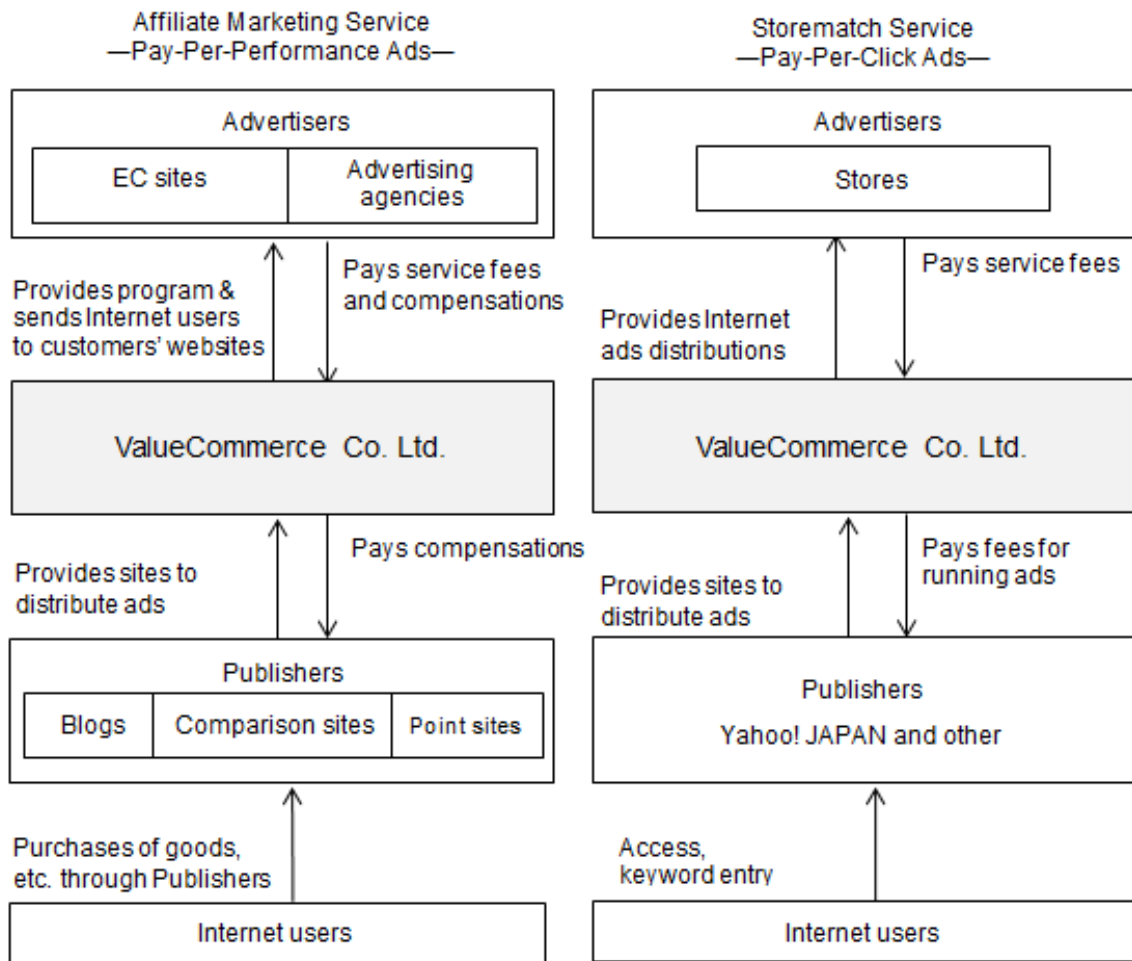 Affiliate Marketing Service
—Pay-Per-Performance Ads—
Advertisers
EC sites
Advertising
agencies
Provides program &
sends Internet users
to customers' websites
Pays service fees
and compensations
ValueCommerce Co. Ltd.
Provides sites to
distribute ads
Pays compensations
Publishers
Blogs
Comparison sites
Point sites
Purchases of goods,
etc. through Publishers
Internet users
Storematch Service
—Pay-Per-Click Ads—
Advertisers
Stores
Provides Internet
ads distributions
Pays service fees
ValueCommerce Co. Ltd.
Provides sites to
distribute ads
Pays fees for
running ads
Publishers
Yahoo! JAPAN and other
Access,
keyword entry
Internet users